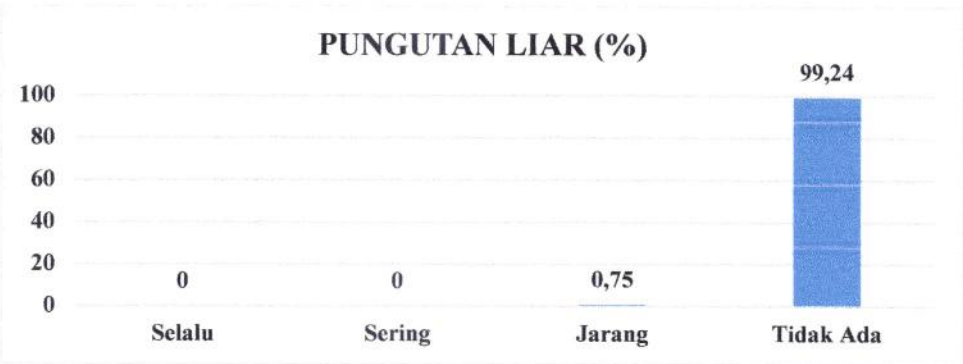 PUNGUTAN LIAR (%)
99,24
100
80
60
40
20
0
0
0
0,75
Selalu
Sering
Jarang
Tidak Ada